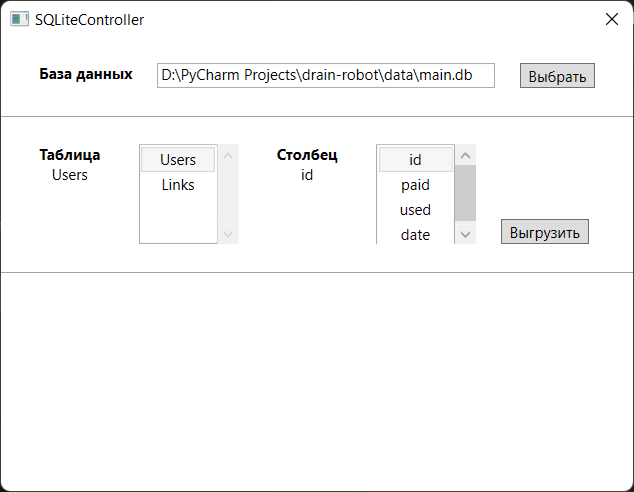 SQLiteController
База данных
D:\PyCharm Projects\drain-robot\data\main.db
Выбрать
Таблица
Users
Users
Links
Столбец
id
id
paid
used
date
Выгрузить